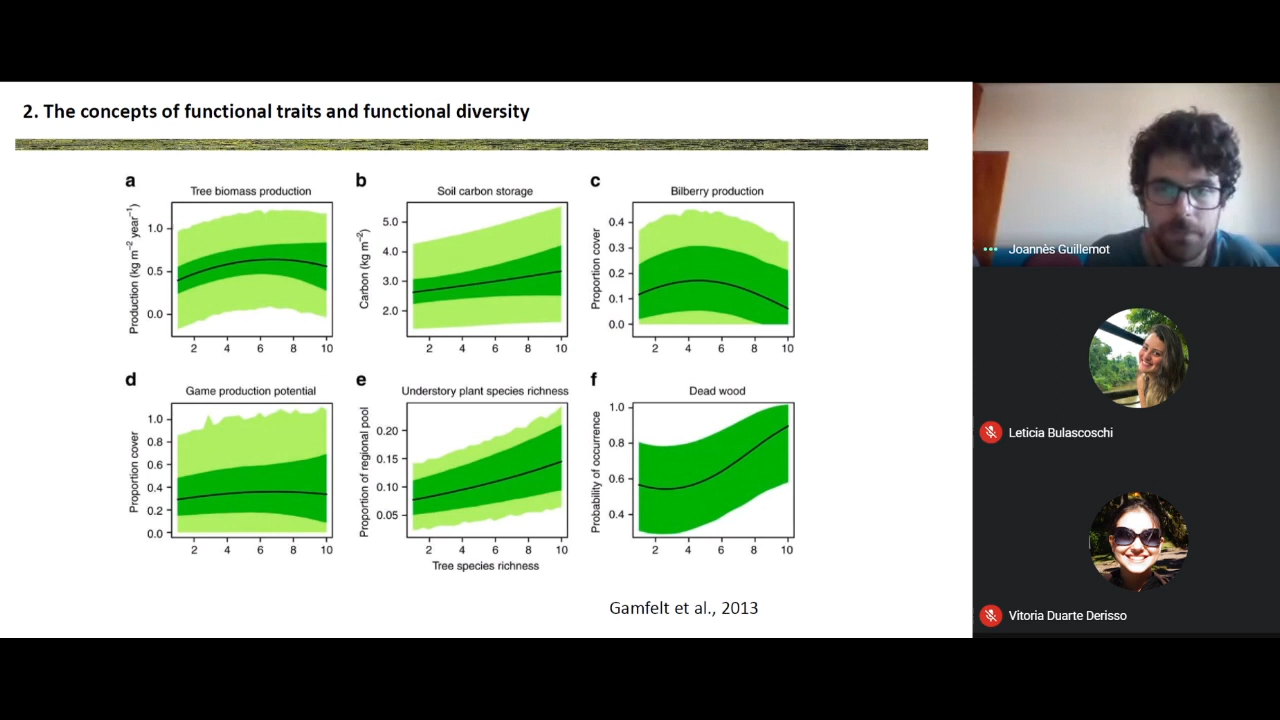 2. The concepts of functional traits and functional diversity
a
Tree biomass production
Production (kg m⁻² year⁻¹)
1.0
0.5
0.0
2 4 6 8 10
b
Soil carbon storage
Carbon (kg m⁻²)
5.0
4.0
3.0
2.0
2 4 6 8 10
c
Bilberry production
Proportion cover
0.4
0.3
0.2
0.1
0.0
2 4 6 8 10
d
Game production potential
Proportion cover
1.0
0.8
0.6
0.4
0.2
0.0
2 4 6 8 10
e
Understory plant species richness
Proportion of regional pool
0.20
0.15
0.10
0.05
2 4 6 8 10
Tree species richness
f
Dead wood
Probability of occurrence
1.0
0.8
0.6
0.4
2 4 6 8 10
Gamfelt et al., 2013
Joannès Guillemot
Leticia Bulascoschi
Vitoria Duarte Derisso